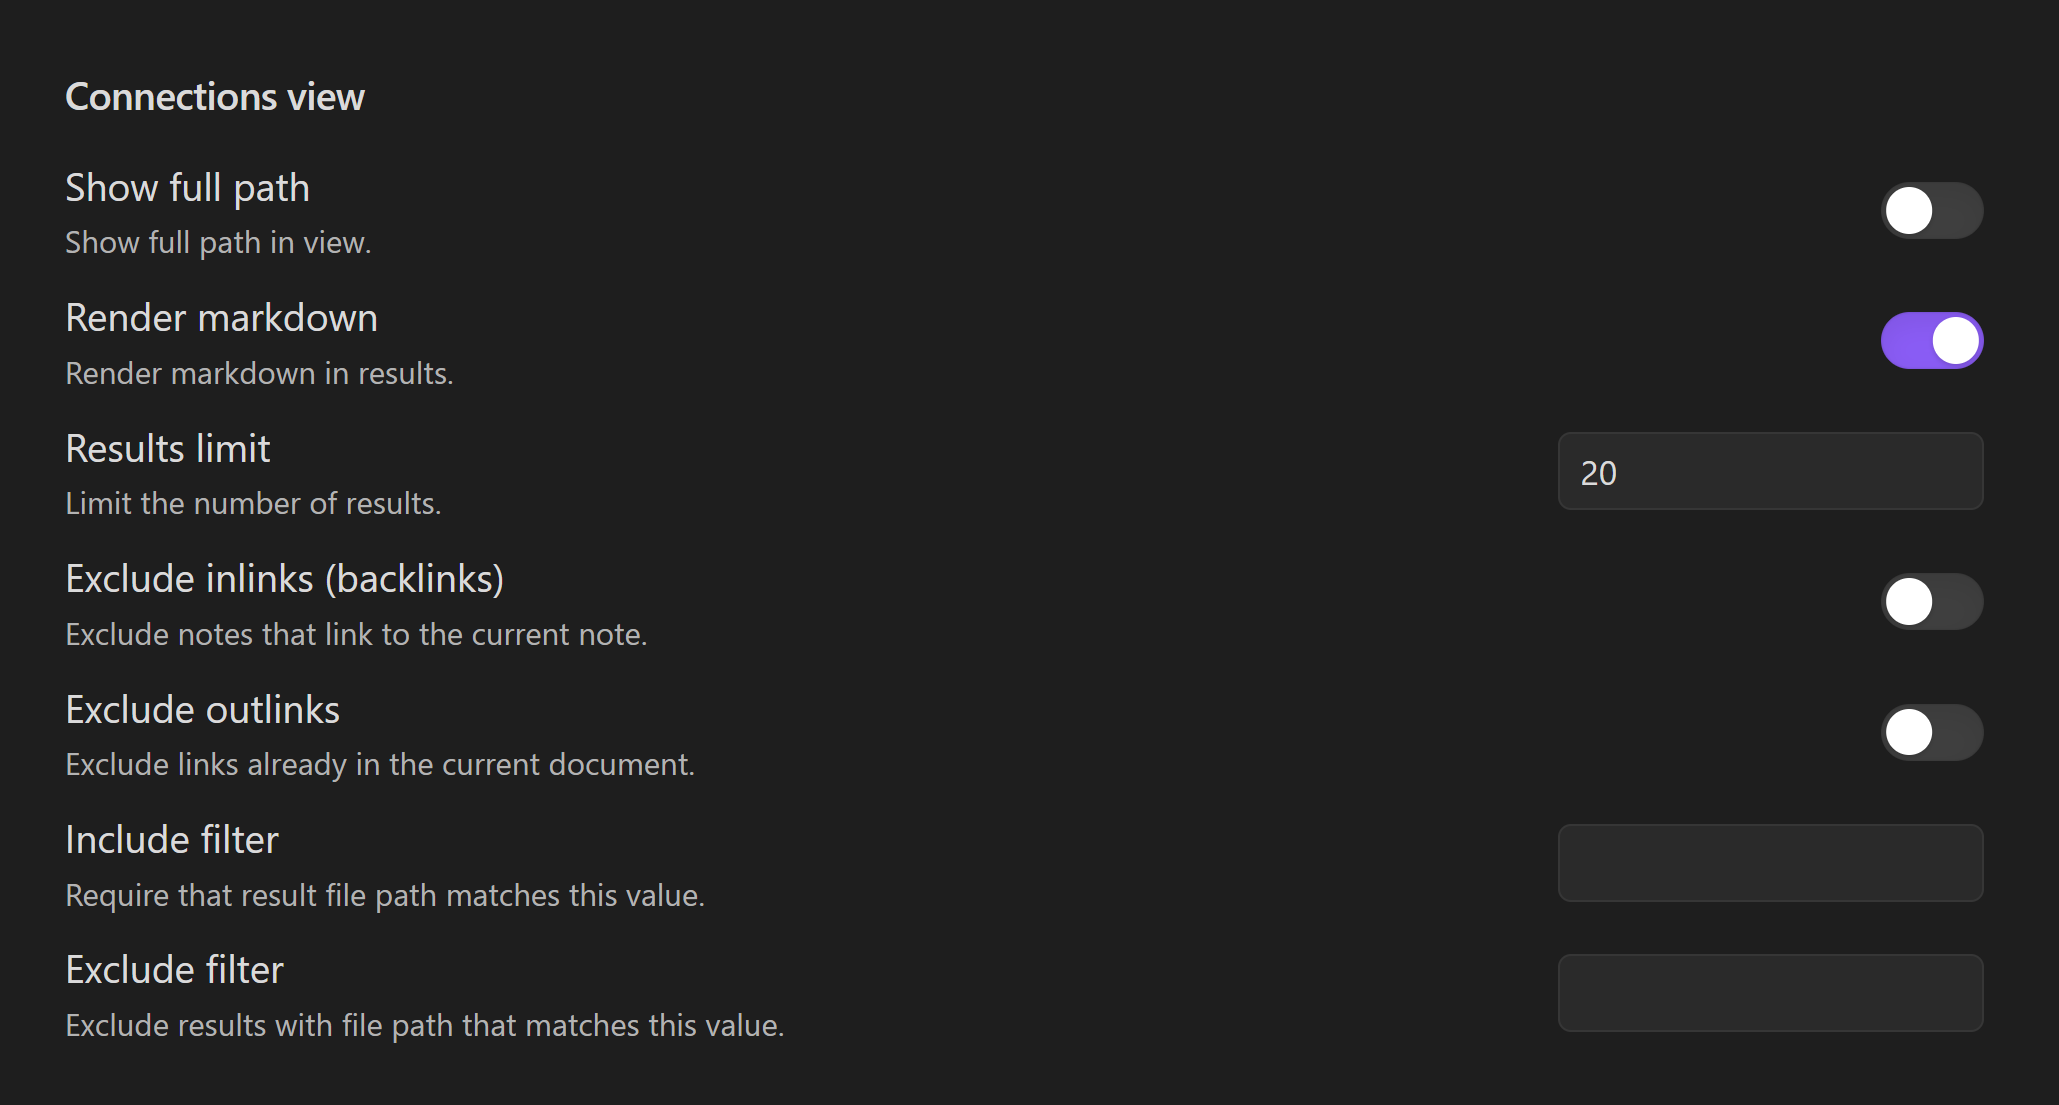 Connections view
Show full path
Show full path in view.
Render markdown
Render markdown in results.
Results limit
Limit the number of results.
20
Exclude inlinks (backlinks)
Exclude notes that link to the current note.
Exclude outlinks
Exclude links already in the current document.
Include filter
Require that result file path matches this value.
Exclude filter
Exclude results with file path that matches this value.